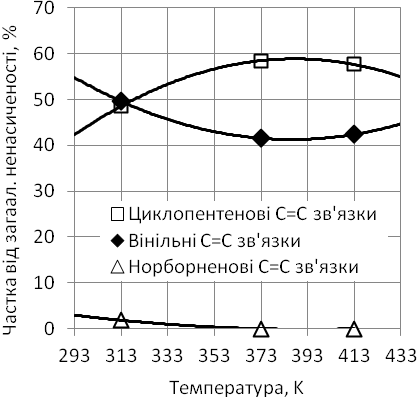 Частка від загаал. ненасиченості, %
70
60
50
40
30
20
10
0
Циклопентенові C=C зв'язки
Вінільні C=C зв'язки
Норборненові C=C зв'язки
293 313 333 353 373 393 413 433
Температура, K